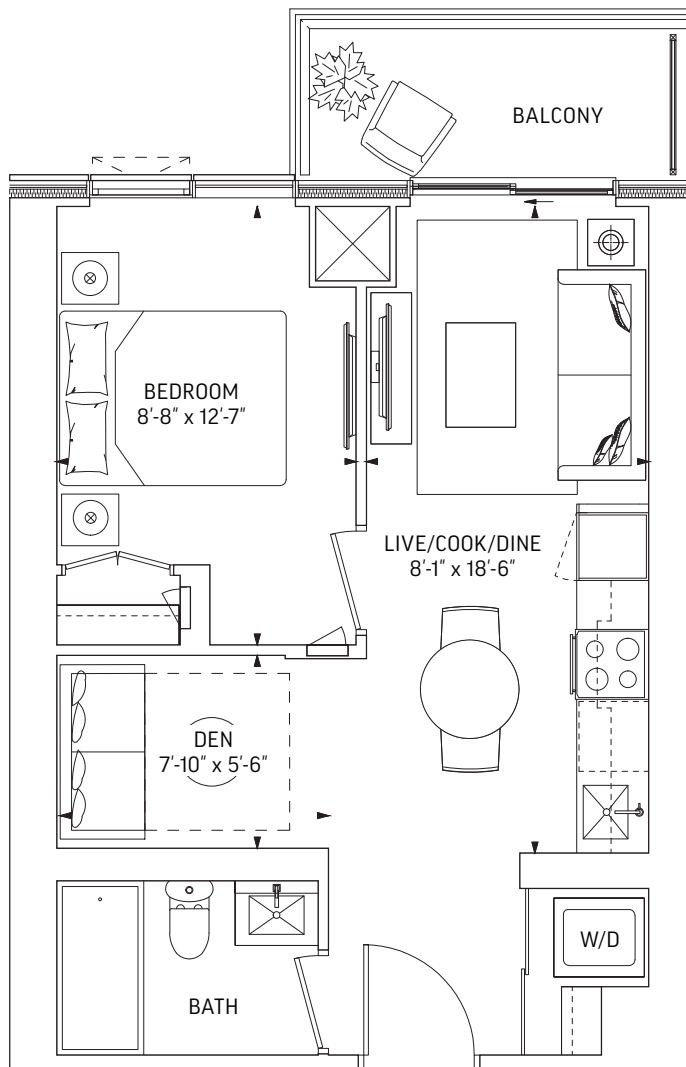 BALCONY
BEDROOM
8'-8" x 12'-7"
LIVE/COOK/DINE
8'-1" x 18'-6"
DEN
7'-10" x 5'-6"
W/D
BATH